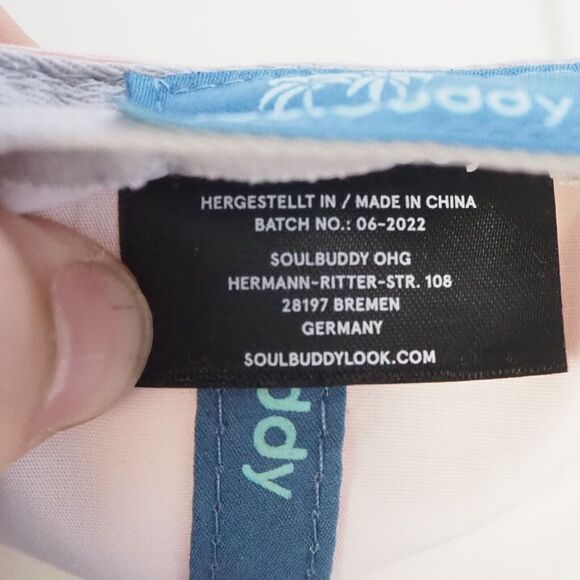 HERGESTELLT IN / MADE IN CHINA
BATCH NO.: 06-2022
SOULBUDDY OHG
HERMANN-RITTER-STR. 108
28197 BREMEN
GERMANY
SOULBUDDYLOOK.COM